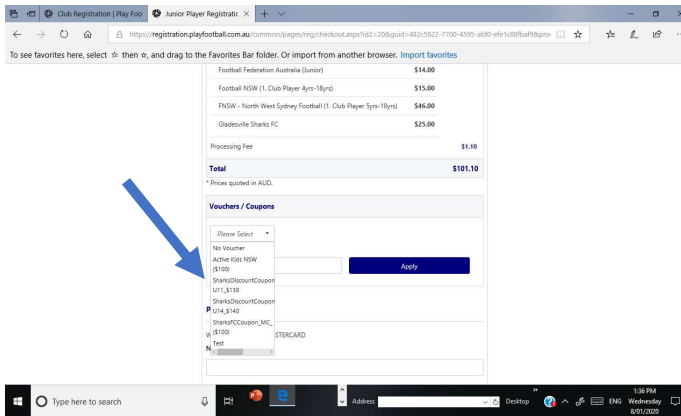 Club Registration | Play Foo
Junior Player Registratic
https://registration.playfootball.com.au/common/pages/reg/checkout.aspx?id2=20&guid=482c5622-7700-4595-abf0-efe1c88fbaf9&pro
To see favorites here, select ☆ then ☆, and drag to the Favorites Bar folder. Or import from another browser. Import favorites
Football Federation Australia (Junior) $14.00
Football NSW (1. Club Player 4yrs-18yrs) $15.00
FNSW - North West Sydney Football (1. Club Player 5yrs-18yrs) $46.00
Gladesville Sharks FC $25.00
Processing Fee $1.10
Total $101.10
* Prices quoted in AUD.
Vouchers / Coupons
Please Select
No Voucher
Active Kids NSW
($100)
Apply
SharksDiscountCoupon
U11_$130
SharksDiscountCoupon
P U14_$140
SharksFCCoupon_MC_
W ($100) STERCARD
Test
N
Type here to search
Address
Desktop
ENG
1:36 PM
Wednesday
8/01/2020